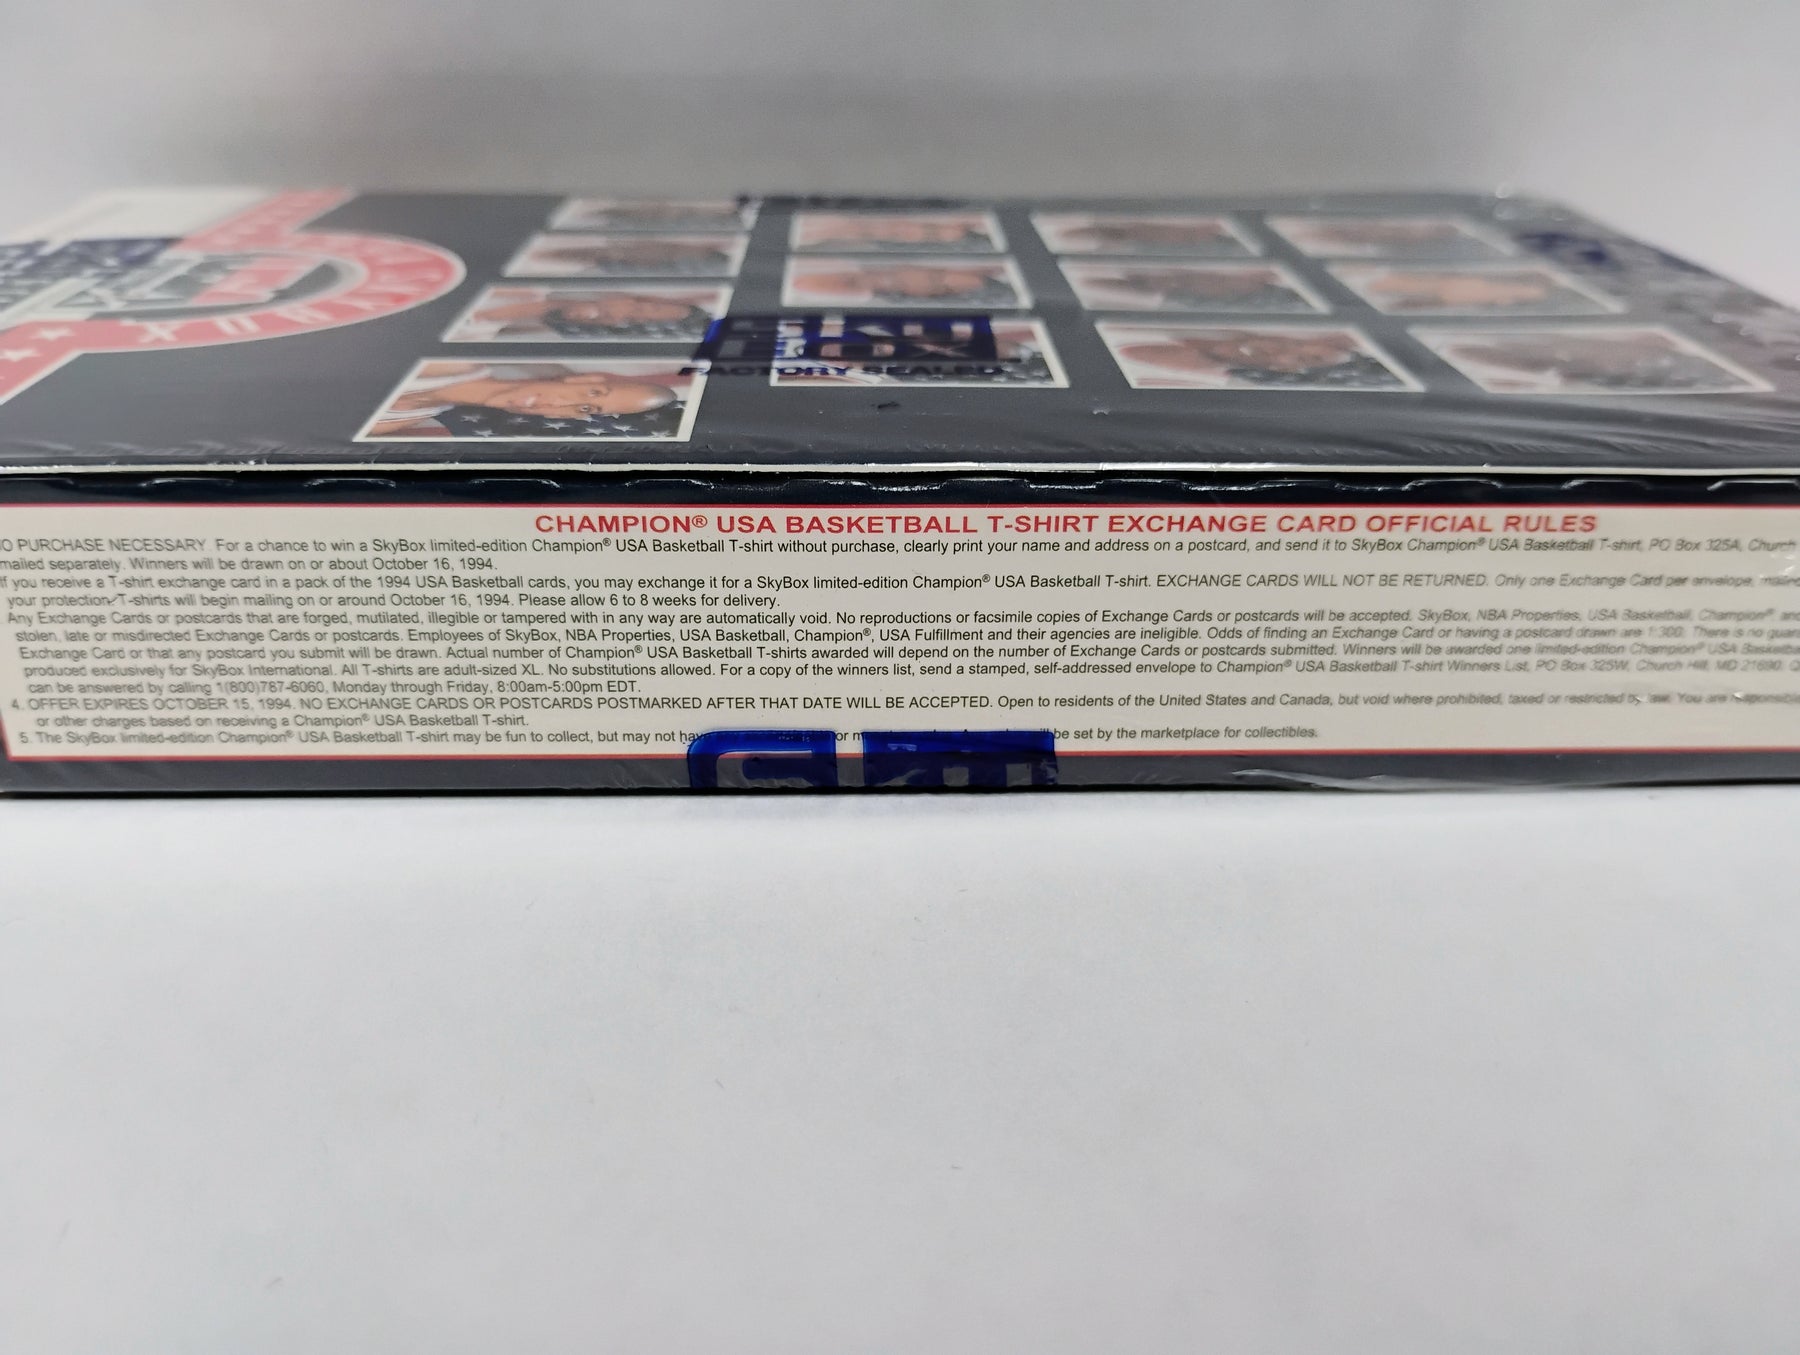 SKY
BOX
FACTORY SEALED
CHAMPION® USA BASKETBALL T-SHIRT EXCHANGE CARD OFFICIAL RULES
NO PURCHASE NECESSARY. For a chance to win a SkyBox limited-edition Champion® USA Basketball T-shirt without purchase, clearly print your name and address on a postcard, and send it to SkyBox Champion® USA Basketball T-shirt, PO Box 325A, Church
mailed separately. Winners will be drawn on or about October 16, 1994.
If you receive a T-shirt exchange card in a pack of the 1994 USA Basketball cards, you may exchange it for a SkyBox limited-edition Champion® USA Basketball T-shirt. EXCHANGE CARDS WILL NOT BE RETURNED. Only one Exchange Card per envelope, mailed
your protection. T-shirts will begin mailing on or around October 16, 1994. Please allow 6 to 8 weeks for delivery.
Any Exchange Cards or postcards that are forged, mutilated, illegible or tampered with in any way are automatically void. No reproductions or facsimile copies of Exchange Cards or postcards will be accepted. SkyBox, NBA Properties, USA Basketball, Champion® and
stolen, late or misdirected Exchange Cards or postcards. Employees of SkyBox, NBA Properties, USA Basketball, Champion®, USA Fulfillment and their agencies are ineligible. Odds of finding an Exchange Card or having a postcard drawn are 1:300. There is no
Exchange Card or that any postcard you submit will be drawn. Actual number of Champion® USA Basketball T-shirts awarded will depend on the number of Exchange Cards or postcards submitted. Winners will be awarded one limited-edition Champion® USA
produced exclusively for SkyBox International. All T-shirts are adult-sized XL. No substitutions allowed. For a copy of the winners list, send a stamped, self-addressed envelope to Champion® USA Basketball T-shirt Winners List, PO Box 325W, Church Hill, MD 21690.
can be answered by calling 1(800)787-6060, Monday through Friday, 8:00am-5:00pm EDT.
4. OFFER EXPIRES OCTOBER 15, 1994. NO EXCHANGE CARDS OR POSTCARDS POSTMARKED AFTER THAT DATE WILL BE ACCEPTED. Open to residents of the United States and Canada, but void where prohibited, taxed or restricted by law. You are responsible
or other charges based on receiving a Champion® USA Basketball T-shirt.
5. The SkyBox limited-edition Champion® USA Basketball T-shirt may be fun to collect, but may not have or be set by the marketplace for collectibles.